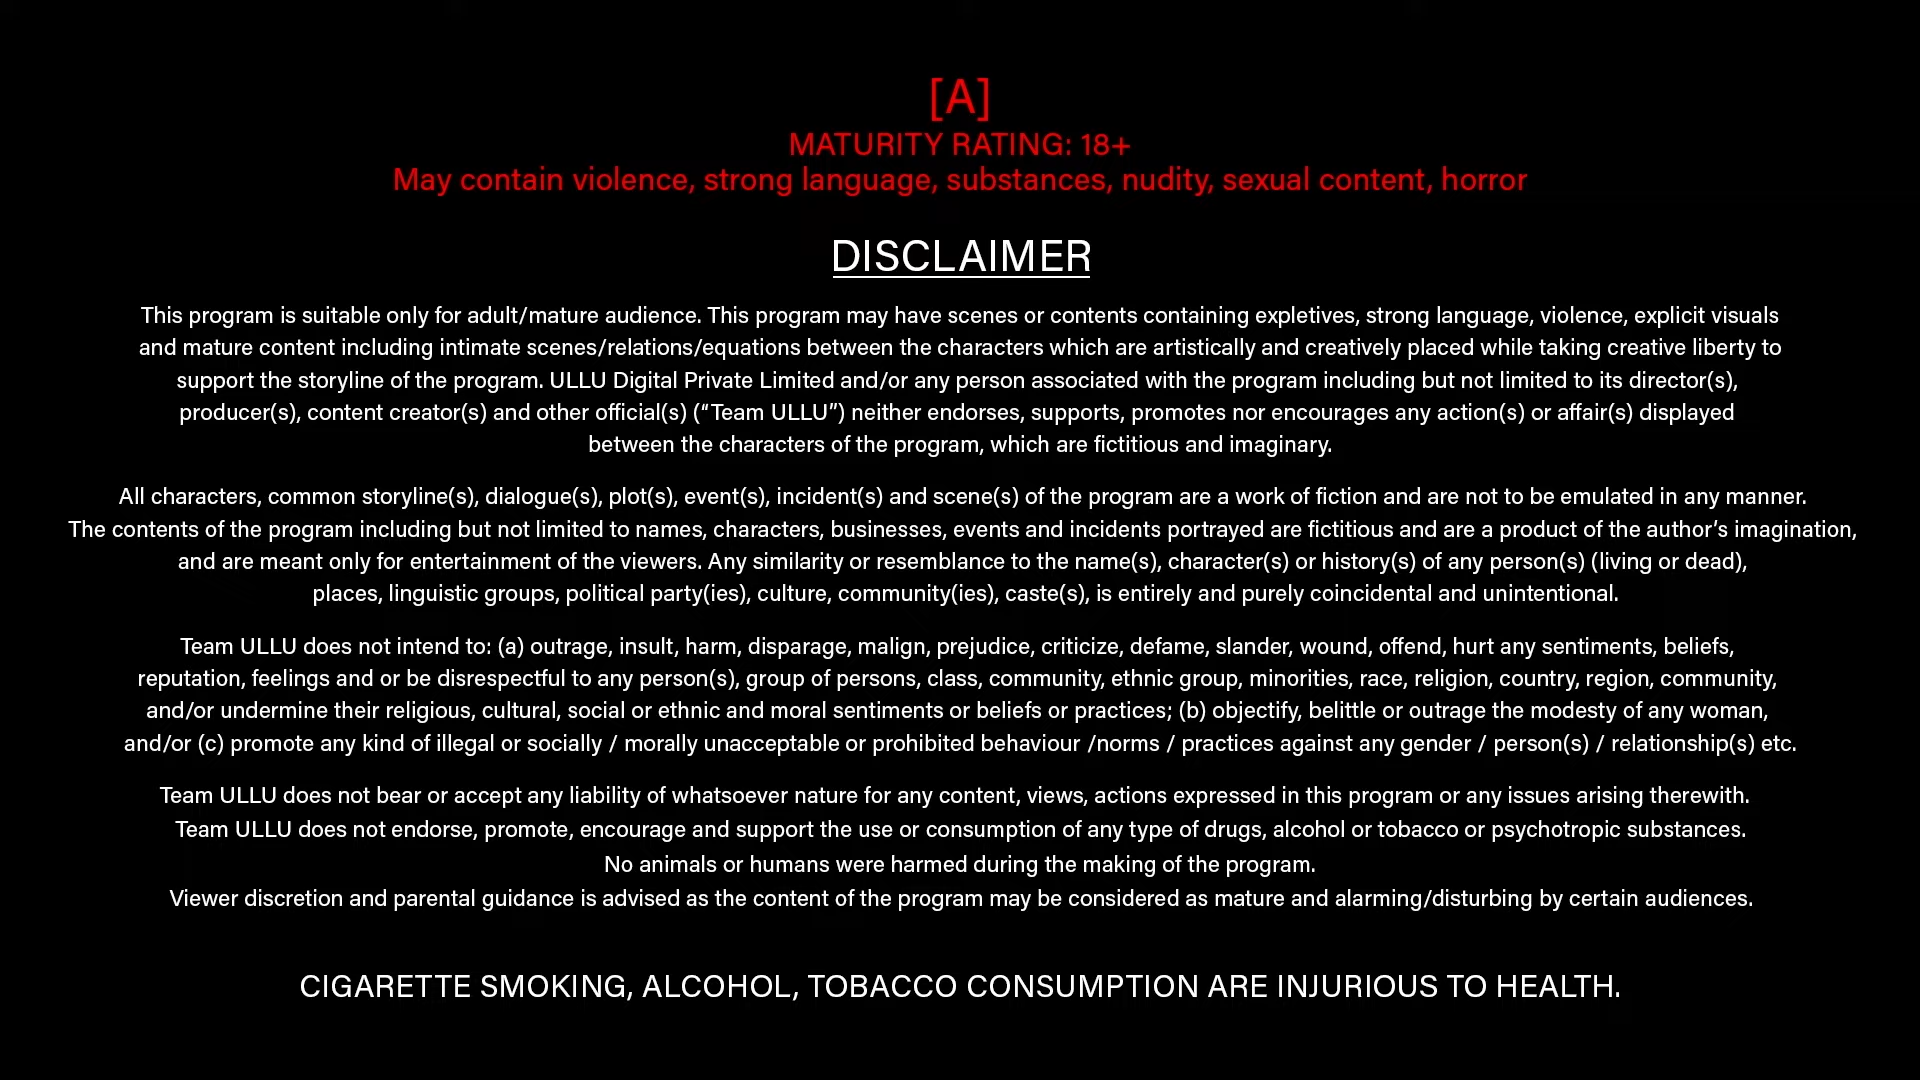 [A]
MATURITY RATING: 18+
May contain violence, strong language, substances, nudity, sexual content, horror
DISCLAIMER
This program is suitable only for adult/mature audience. This program may have scenes or contents containing expletives, strong language, violence, explicit visuals
and mature content including intimate scenes/relations/equations between the characters which are artistically and creatively placed while taking creative liberty to
support the storyline of the program. ULLU Digital Private Limited and/or any person associated with the program including but not limited to its director(s),
producer(s), content creator(s) and other official(s) (“Team ULLU”) neither endorses, supports, promotes nor encourages any action(s) or affair(s) displayed
between the characters of the program, which are fictitious and imaginary.
All characters, common storyline(s), dialogue(s), plot(s), event(s), incident(s) and scene(s) of the program are a work of fiction and are not to be emulated in any manner.
The contents of the program including but not limited to names, characters, businesses, events and incidents portrayed are fictitious and are a product of the author’s imagination,
and are meant only for entertainment of the viewers. Any similarity or resemblance to the name(s), character(s) or history(s) of any person(s) (living or dead),
places, linguistic groups, political party(ies), culture, community(ies), caste(s), is entirely and purely coincidental and unintentional.
Team ULLU does not intend to: (a) outrage, insult, harm, disparage, malign, prejudice, criticize, defame, slander, wound, offend, hurt any sentiments, beliefs,
reputation, feelings and or be disrespectful to any person(s), group of persons, class, community, ethnic group, minorities, race, religion, country, region, community,
and/or undermine their religious, cultural, social or ethnic and moral sentiments or beliefs or practices; (b) objectify, belittle or outrage the modesty of any woman,
and/or (c) promote any kind of illegal or socially / morally unacceptable or prohibited behaviour /norms / practices against any gender / person(s) / relationship(s) etc.
Team ULLU does not bear or accept any liability of whatsoever nature for any content, views, actions expressed in this program or any issues arising therewith.
Team ULLU does not endorse, promote, encourage and support the use or consumption of any type of drugs, alcohol or tobacco or psychotropic substances.
No animals or humans were harmed during the making of the program.
Viewer discretion and parental guidance is advised as the content of the program may be considered as mature and alarming/disturbing by certain audiences.
CIGARETTE SMOKING, ALCOHOL, TOBACCO CONSUMPTION ARE INJURIOUS TO HEALTH.